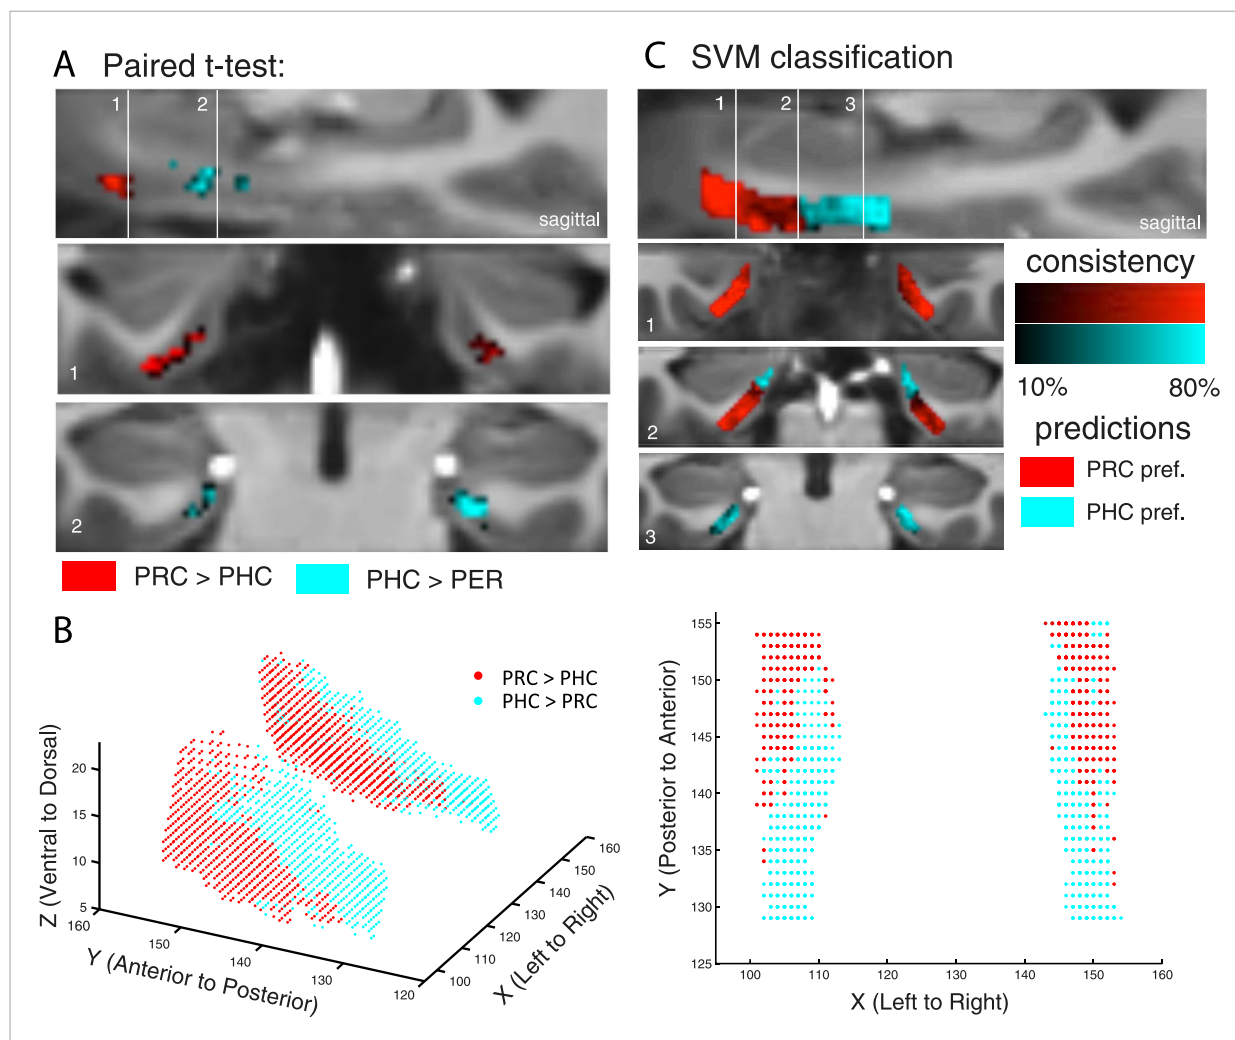 A Paired t-test:
1 2
sagittal
1
2
PRC > PHC PHC > PER
C SVM classification
1 2 3
sagittal
1
2
3
consistency
10% 80%
predictions
PRC pref.
PHC pref.
B
PRC > PHC
PHC > PRC
Z (Ventral to Dorsal)
20
15
10
5
160
150
140
130
120
Y (Anterior to Posterior)
100
110
120
130
140
150
160
X (Left to Right)
Y (Posterior to Anterior)
155
150
145
140
135
130
125
100 110 120 130 140 150 160
X (Left to Right)